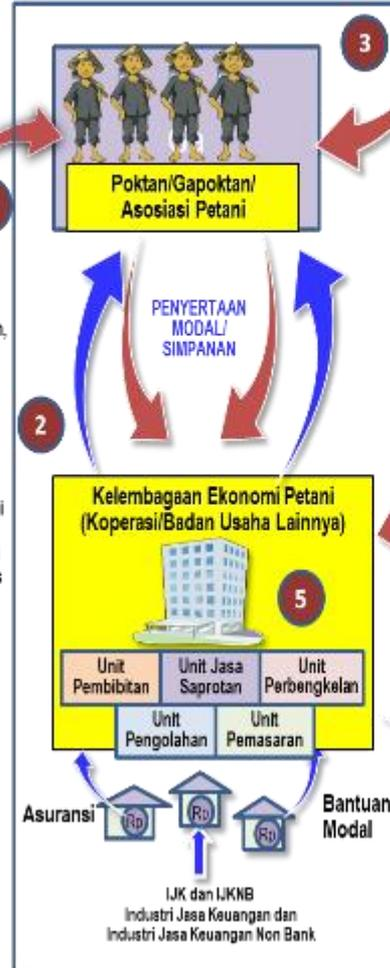 3
Poktan/Gapoktan/
Asosiasi Petani
PENYERTAAN
MODAL/
SIMPANAN
2
Kelembagaan Ekonomi Petani
(Koperasi/Badan Usaha Lainnya)
5
Unit
Pembibitan
Unit Jasa
Saprotan
Unit
Perbengkelan
Unit
Pengolahan
Unit
Pemasaran
Asuransi
Rp
Rp
Rp
Bantuan
Modal
IJK dan IJKNB
Industri Jasa Keuangan dan
Industri Jasa Keuangan Non Bank